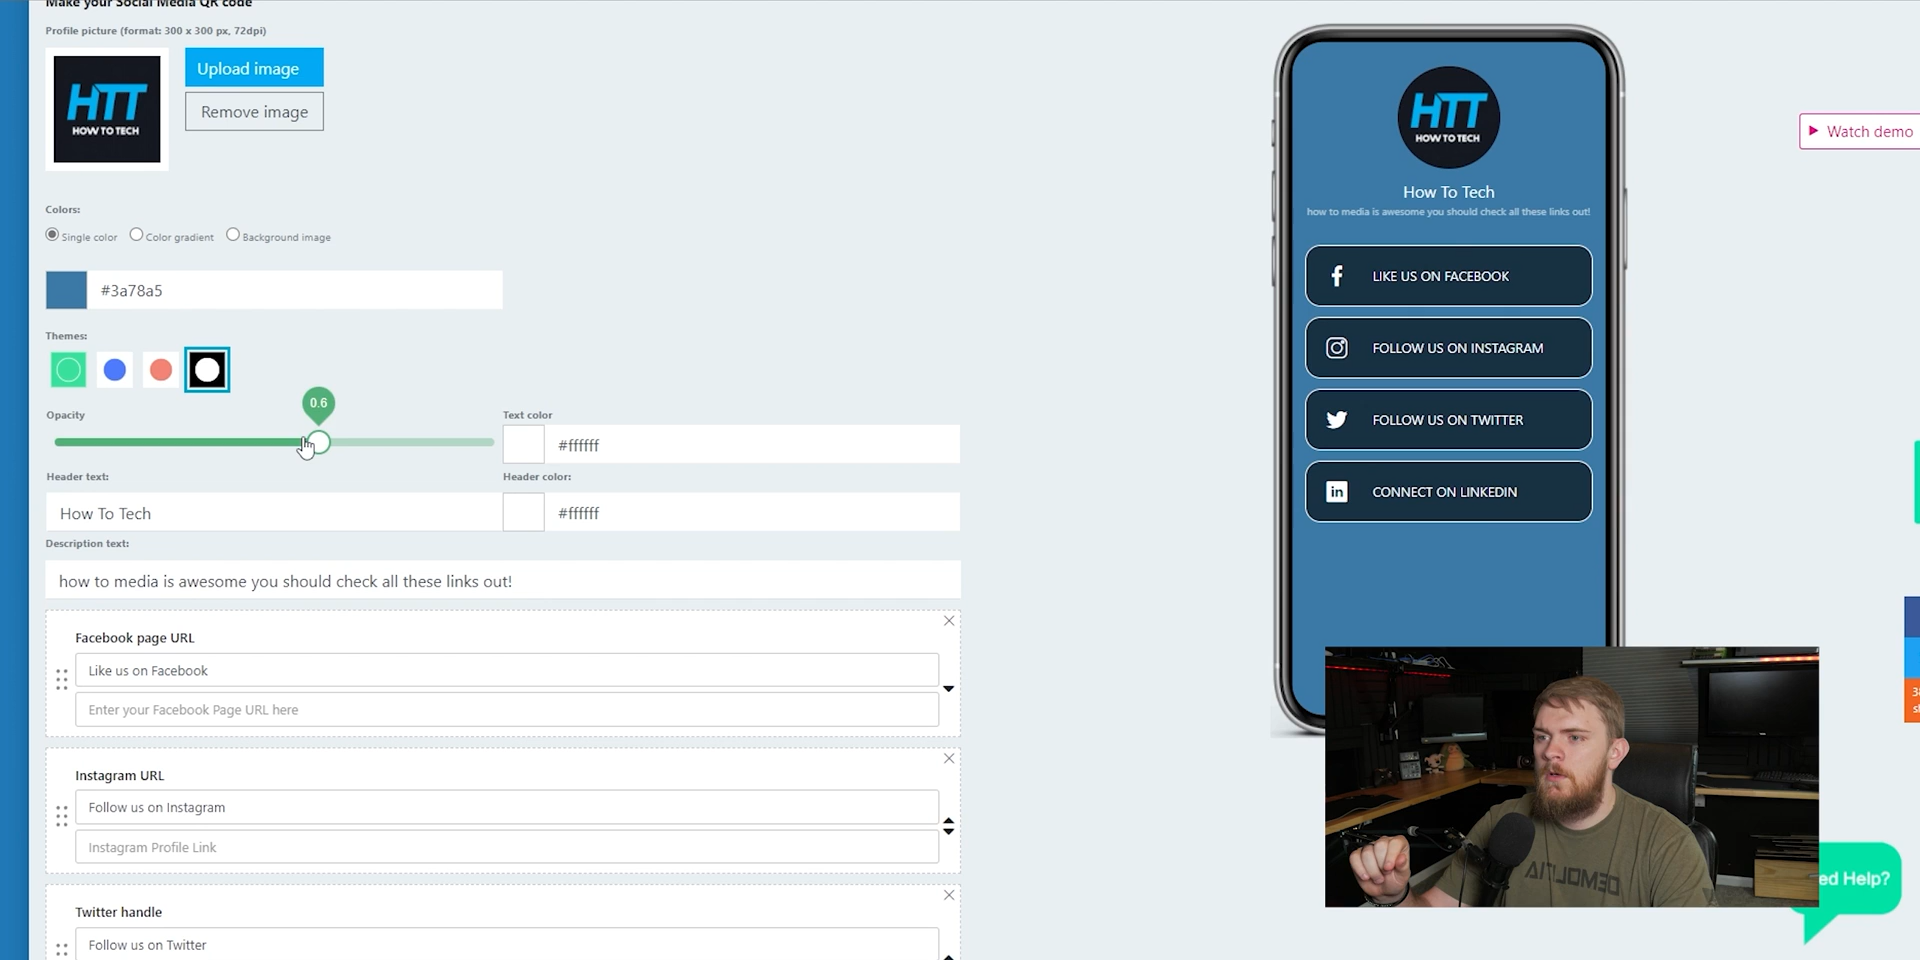 Make your Social Media QR code
Profile picture (format: 300 x 300 px, 72dpi)
HTT
HOW TO TECH
Upload image
Remove image
Colors:
Single color
Color gradient
Background image
#3a78a5
Themes:
0.6
Opacity
Text color
#ffffff
Header text:
Header color:
How To Tech
#ffffff
Description text:
how to media is awesome you should check all these links out!
Facebook page URL
Like us on Facebook
Enter your Facebook Page URL here
Instagram URL
Follow us on Instagram
Instagram Profile Link
Twitter handle
Follow us on Twitter
HTT
HOW TO TECH
How To Tech
how to media is awesome you should check all these links out!
LIKE US ON FACEBOOK
FOLLOW US ON INSTAGRAM
FOLLOW US ON TWITTER
in
CONNECT ON LINKEDIN
Watch demo
Help?